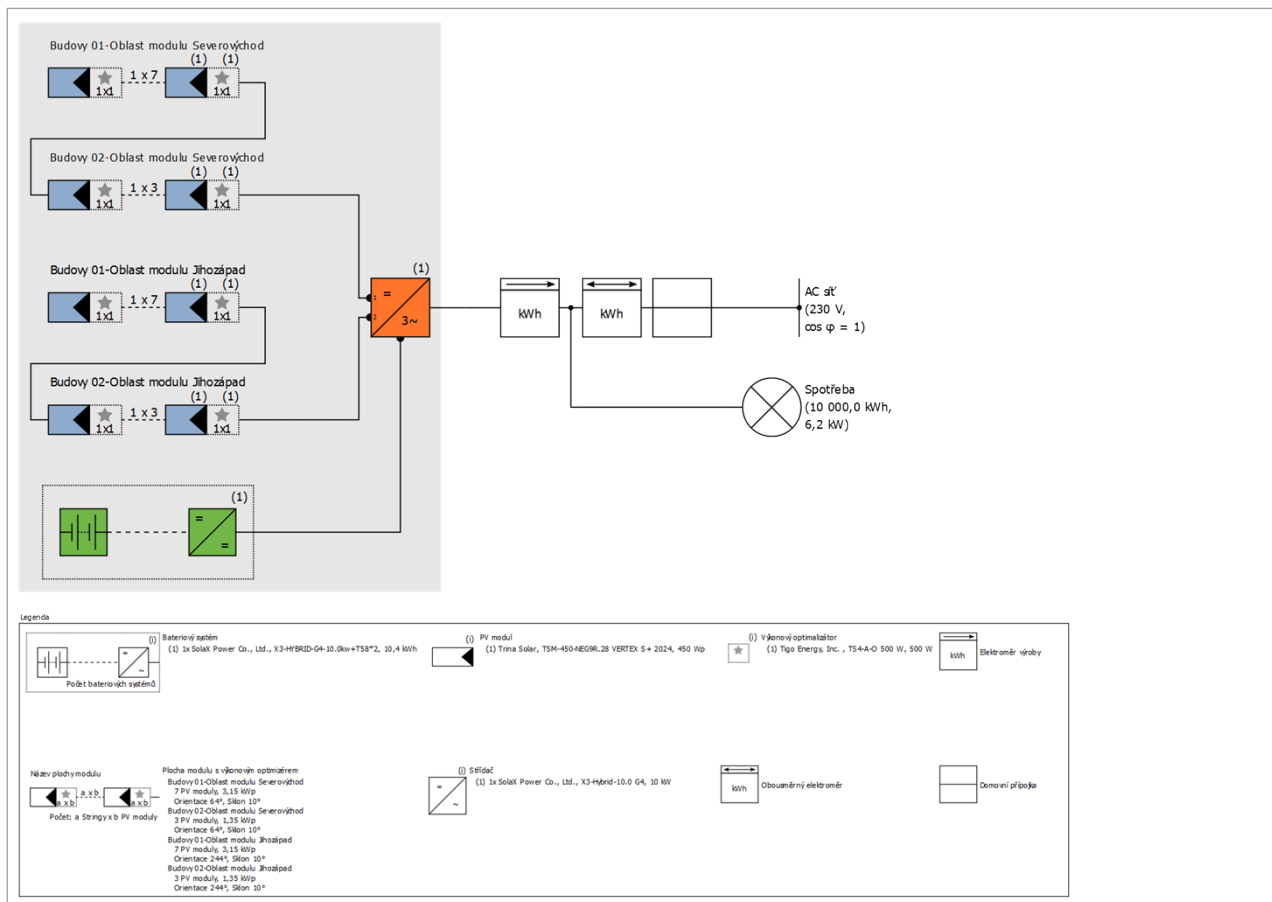 Budovy 01-Oblast modulu Severovýchod
(1) (1)
1 x 7
1x1 1x1
Budovy 02-Oblast modulu Severovýchod
(1) (1)
1 x 3
1x1 1x1
Budovy 01-Oblast modulu Jihozápad
(1) (1)
1 x 7
1x1 1x1
Budovy 02-Oblast modulu Jihozápad
(1) (1)
1 x 3
1x1 1x1
(1)
=
=
(1)
=
1
2
3~
kWh
kWh
AC síť
(230 V,
cos φ = 1)
Spotřeba
(10 000,0 kWh,
6,2 kW)
Legenda
(i) Bateriový systém
(1) 1x SolaX Power Co., Ltd., X3-HYBRID-G4-10.0kw+T58*2, 10,4 kWh
=
~
Počet bateriových systémů
(i) PV modul
(1) Trina Solar, TSM-450-NEG9R.28 VERTEX S+ 2024, 450 Wp
(i) Výkonový optimalizátor
(1) Tigo Energy, Inc. , TS4-A-O 500 W, 500 W
kWh
Elektroměr výroby
Název plochy modulu
a x b
a x b a x b
Počet: a Stringy x b PV moduly
Plocha modulu s výkonovým optimizérem
Budovy 01-Oblast modulu Severovýchod
7 PV moduly, 3,15 kWp
Orientace 64°, Sklon 10°
Budovy 02-Oblast modulu Severovýchod
3 PV moduly, 1,35 kWp
Orientace 64°, Sklon 10°
Budovy 01-Oblast modulu Jihozápad
7 PV moduly, 3,15 kWp
Orientace 244°, Sklon 10°
Budovy 02-Oblast modulu Jihozápad
3 PV moduly, 1,35 kWp
Orientace 244°, Sklon 10°
(i) Střídač
(1) 1x SolaX Power Co., Ltd., X3-Hybrid-10.0 G4, 10 kW
=
~
kWh
Obousměrný elektroměr
Domovní přípojka